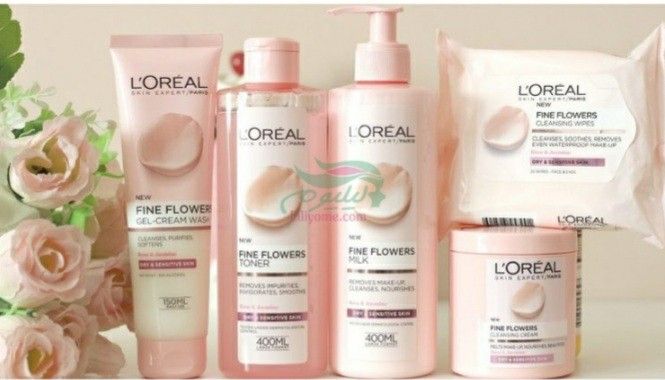 L'ORÉAL
SKIN EXPERT/PARIS
NEW
FINE FLOWERS
GEL-CREAM WASH
CLEANSES, PURIFIES,
SOFTENS
DRY & SENSITIVE SKIN
150ML
L'ORÉAL
SKIN EXPERT/PARIS
NEW
FINE FLOWERS
TONER
REMOVES IMPURITIES,
INVIGORATES, SMOOTHS
DRY & SENSITIVE SKIN
400ML
L'ORÉAL
SKIN EXPERT/PARIS
NEW
FINE FLOWERS
MILK
REMOVES MAKE-UP,
CLEANSES, NOURISHES
DRY & SENSITIVE SKIN
400ML
L'ORÉAL
SKIN EXPERT/PARIS
NEW
FINE FLOWERS
CLEANSING WIPES
CLEANSES, SOOTHES, REMOVES
EVEN WATERPROOF MAKE-UP
DRY & SENSITIVE SKIN
L'ORÉAL
SKIN EXPERT/PARIS
NEW
FINE FLOWERS
CLEANSING CREAM
DRY & SENSITIVE SKIN